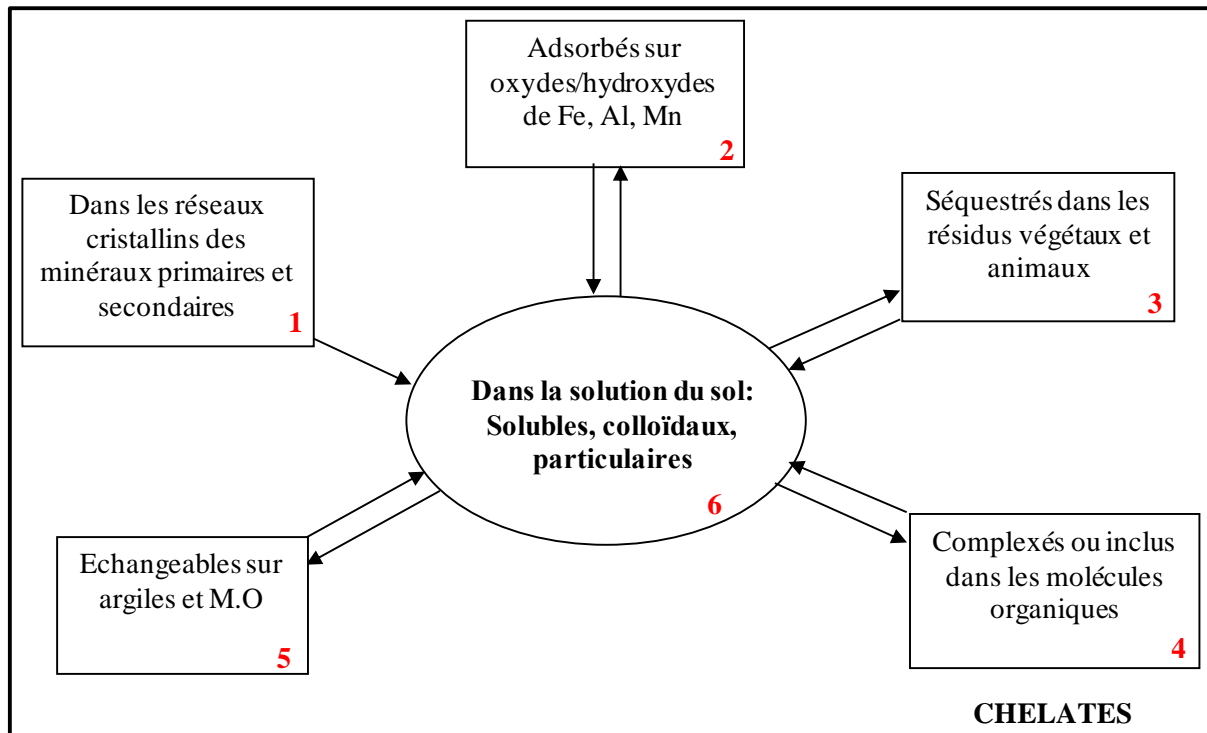 Adsorbés sur
oxydes/hydroxydes
de Fe, Al, Mn
2
Dans les réseaux
cristallins des
minéraux primaires et
secondaires
1
Séquestrés dans les
résidus végétaux et
animaux
3
Dans la solution du sol:
Solubles, colloïdaux,
particulaires
6
Echangeables sur
argiles et M.O
5
Complexés ou inclus
dans les molécules
organiques
4
CHELATES